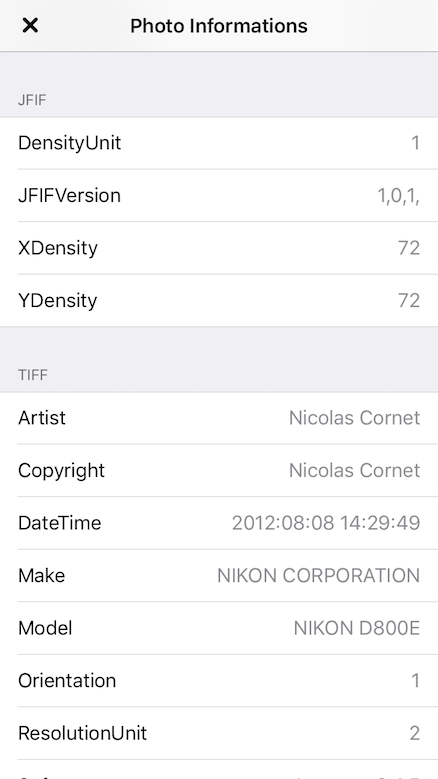 Photo Informations
JFIF
DensityUnit 1
JFIFVersion 1,0,1,
XDensity 72
YDensity 72
TIFF
Artist Nicolas Cornet
Copyright Nicolas Cornet
DateTime 2012:08:08 14:29:49
Make NIKON CORPORATION
Model NIKON D800E
Orientation 1
ResolutionUnit 2